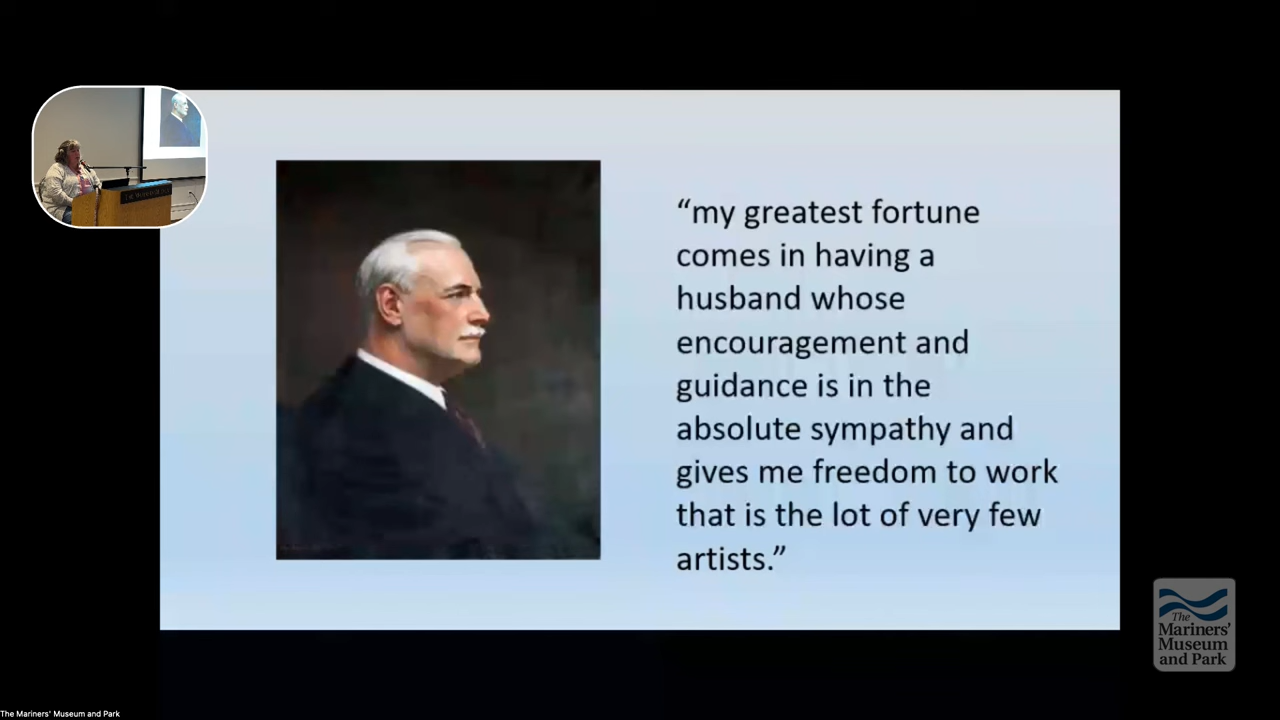 “my greatest fortune
comes in having a
husband whose
encouragement and
guidance is in the
absolute sympathy and
gives me freedom to work
that is the lot of very few
artists.”
The
Mariners'
Museum
and Park
The Mariners' Museum and Park